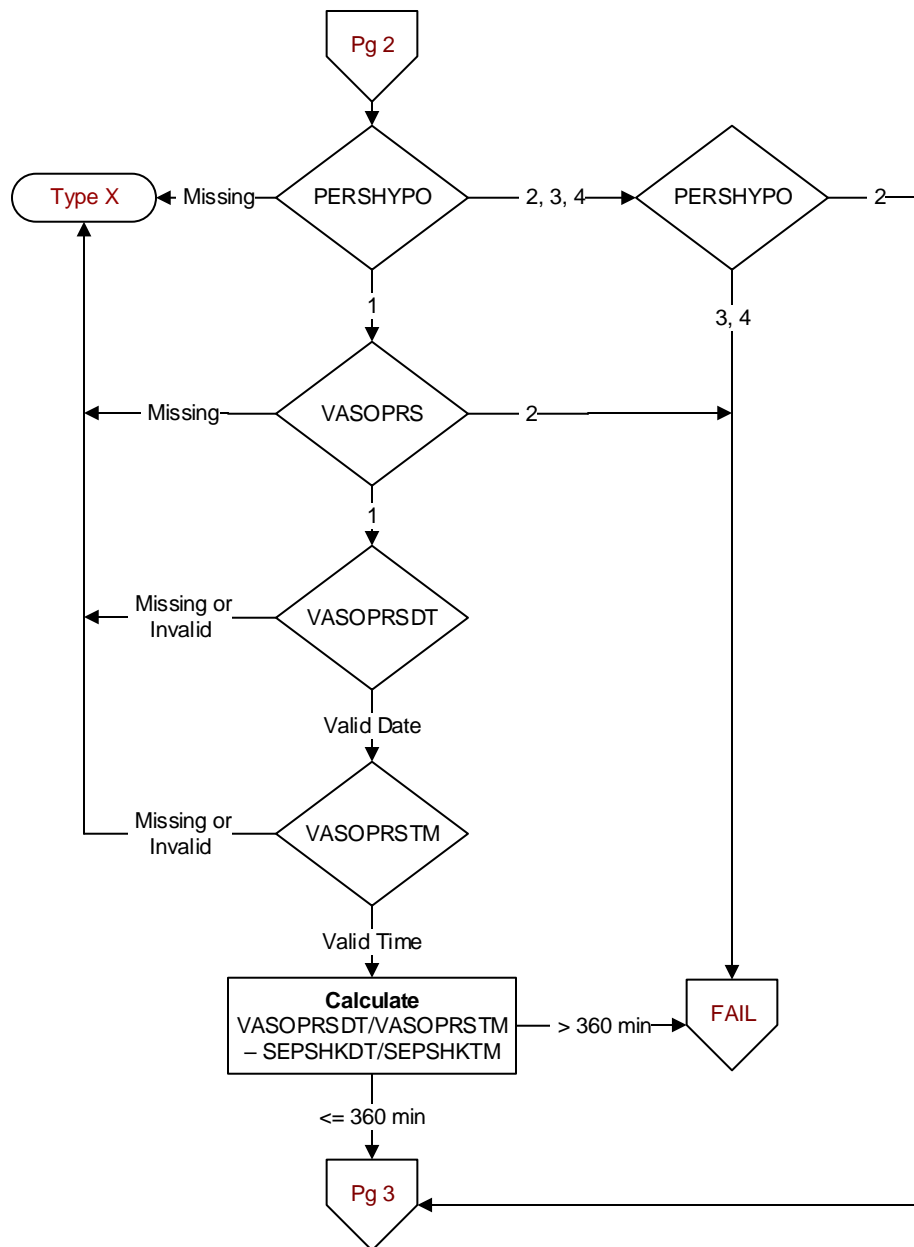 Pg 2
Type X
Missing
PERSHYPO
2, 3, 4
PERSHYPO
2
1
3, 4
Missing
VASOPRS
2
1
Missing or
Invalid
VASOPRSDT
Valid Date
Missing or
Invalid
VASOPRSTM
Valid Time
Calculate
VASOPRSDT/VASOPRSTM
– SEPSHKDT/SEPSHKTM
> 360 min
FAIL
<= 360 min
Pg 3